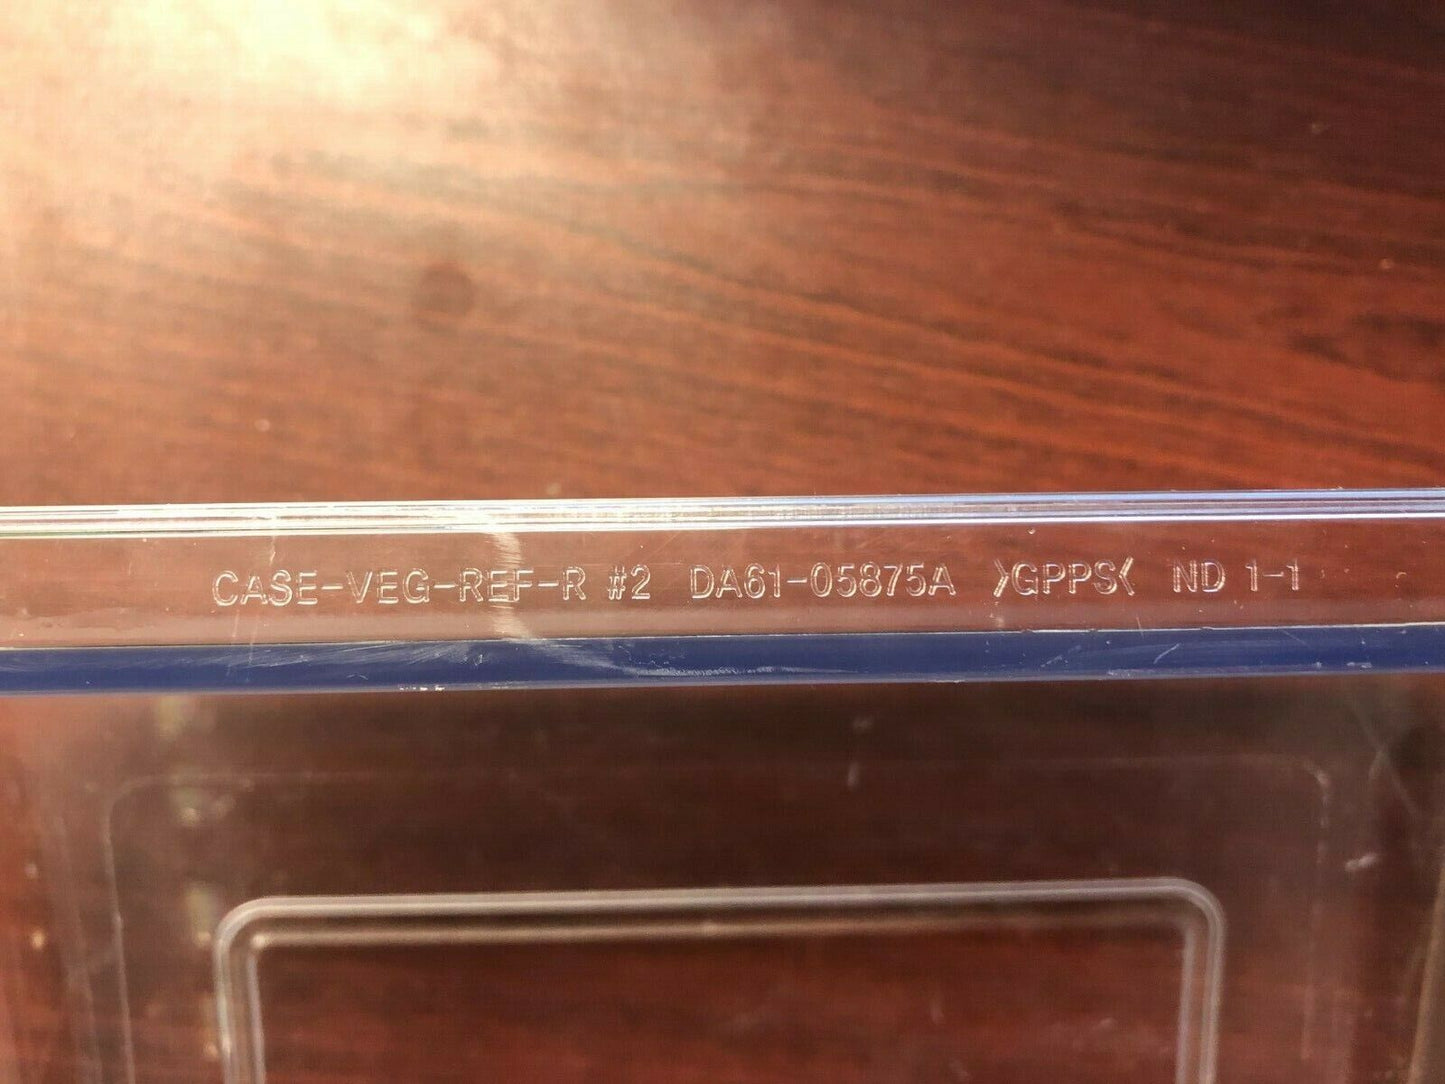 CASE-VEG-REF-R #2 DA61-05875A >GPPS< ND 1-1